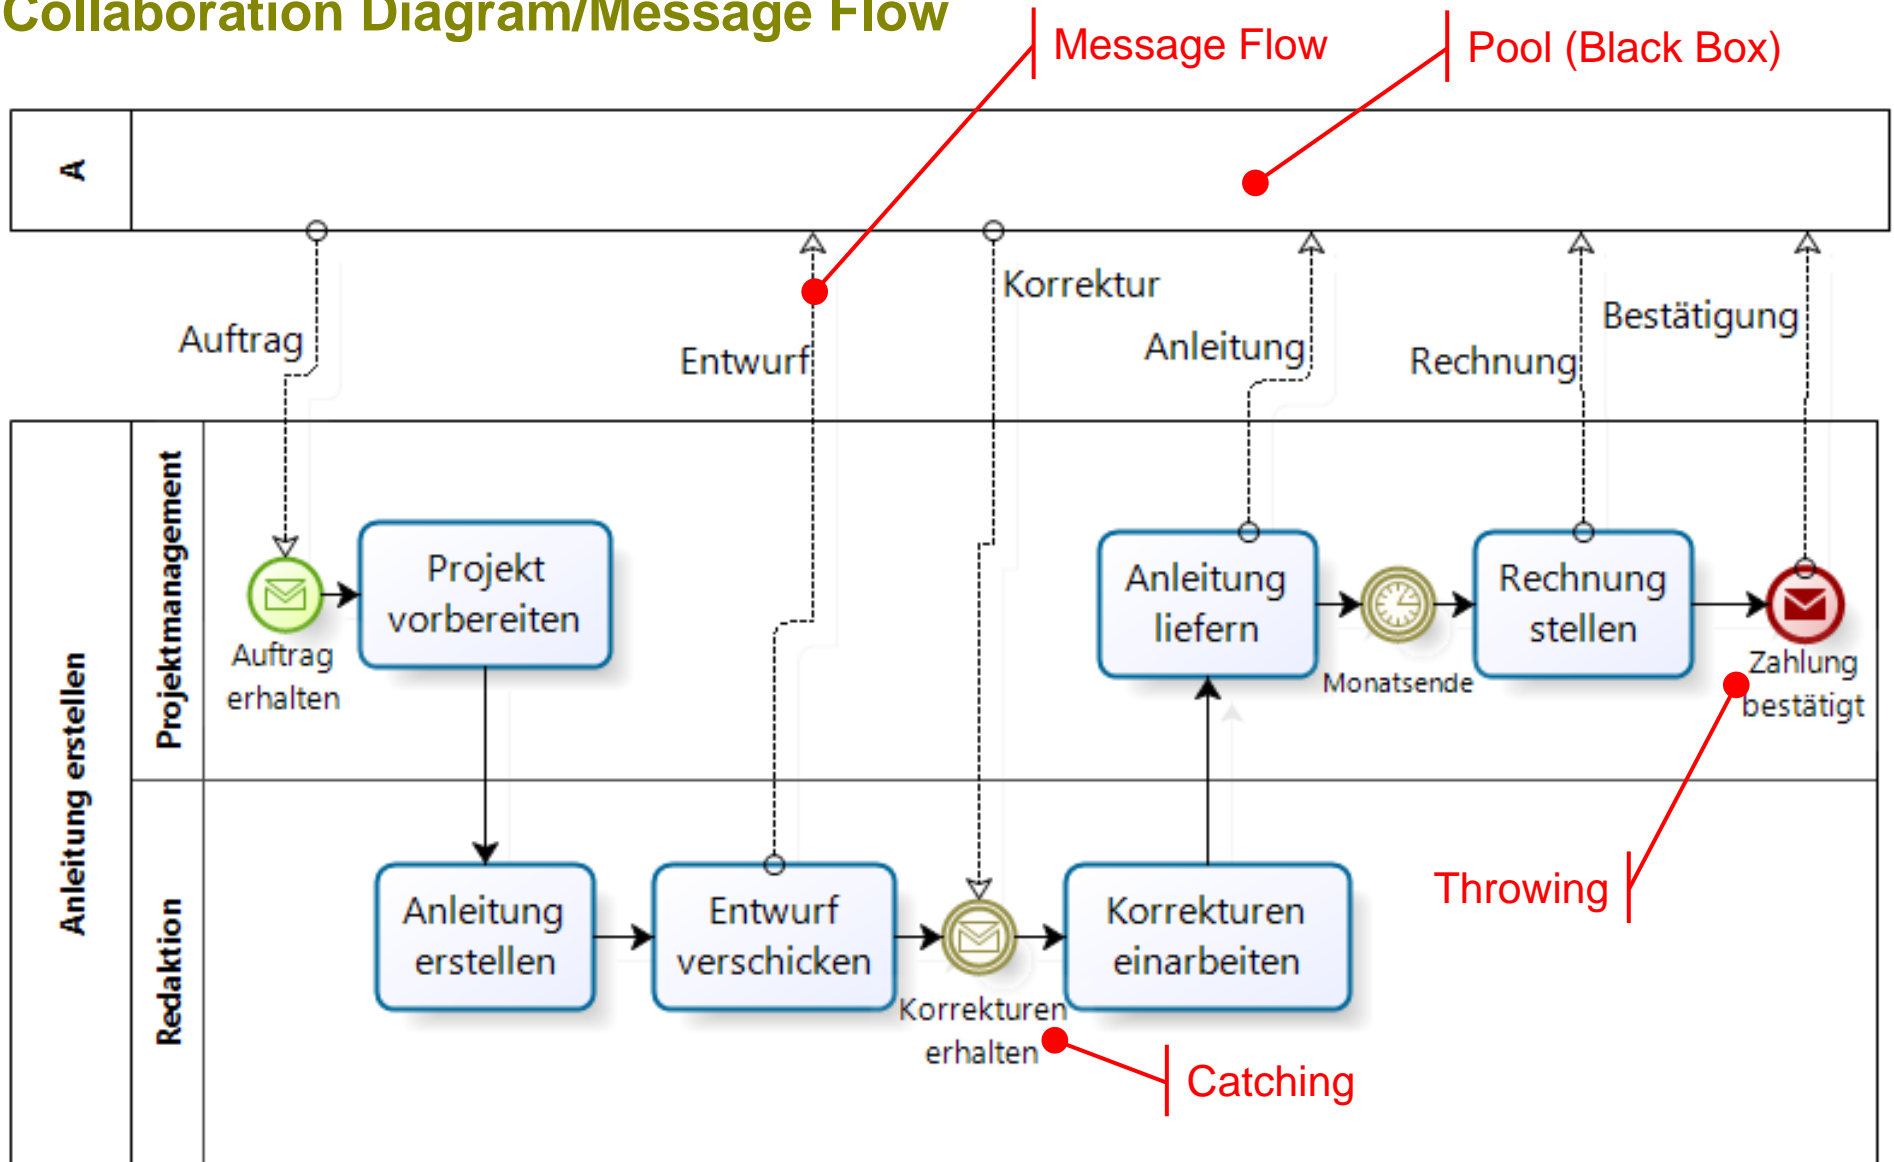 Collaboration Diagram/Message Flow
Message Flow
Pool (Black Box)
A
Auftrag
Entwurf
Korrektur
Anleitung
Rechnung
Bestätigung
Anleitung erstellen
Projektmanagement
Auftrag
erhalten
Projekt
vorbereiten
Anleitung
liefern
Monatsende
Rechnung
stellen
Zahlung
bestätigt
Throwing
Redaktion
Anleitung
erstellen
Entwurf
verschicken
Korrekturen
erhalten
Korrekturen
einarbeiten
Catching